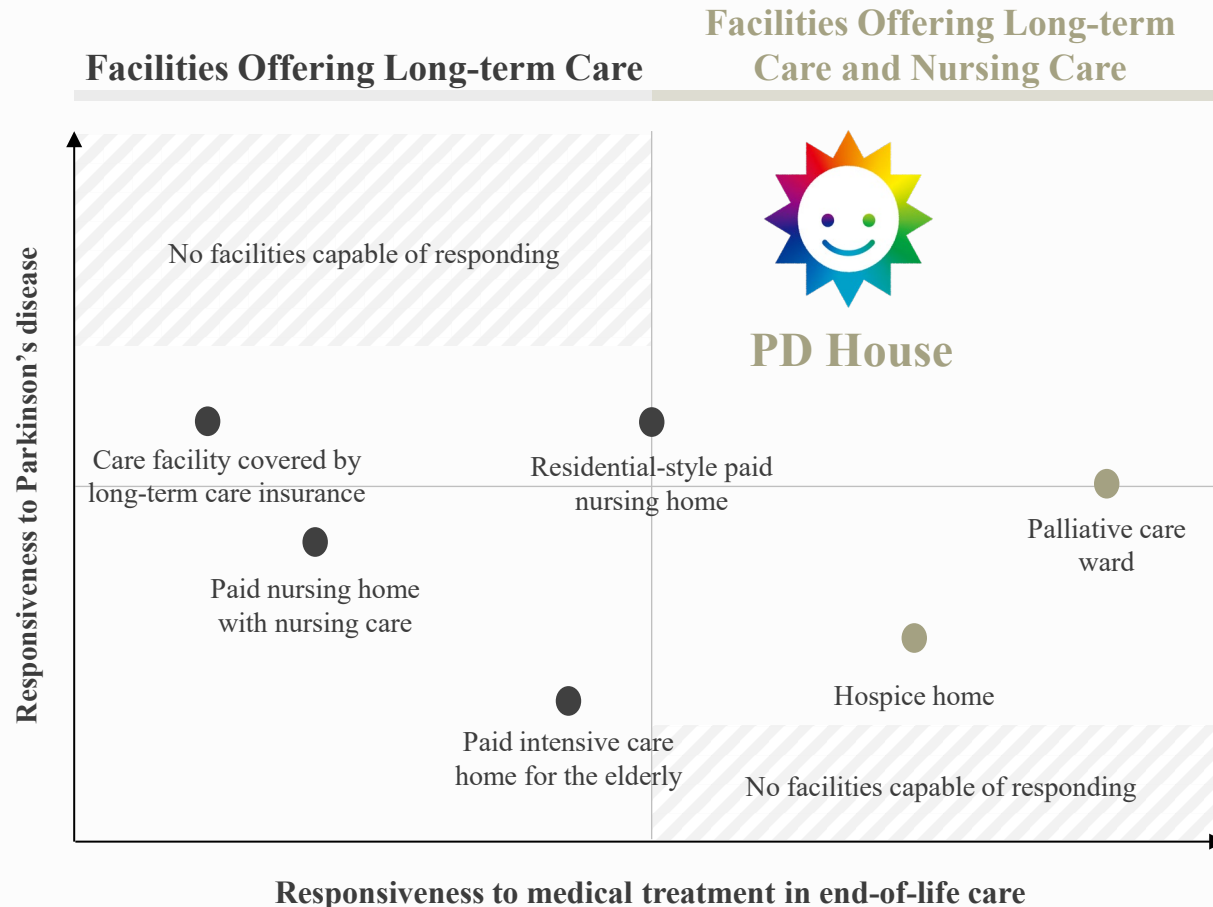 Facilities Offering Long-term Care
Facilities Offering Long-term
Care and Nursing Care
Responsiveness to Parkinson’s disease
No facilities capable of responding
PD House
Care facility covered by
long-term care insurance
Residential-style paid
nursing home
Palliative care
ward
Paid nursing home
with nursing care
Hospice home
Paid intensive care
home for the elderly
No facilities capable of responding
Responsiveness to medical treatment in end-of-life care